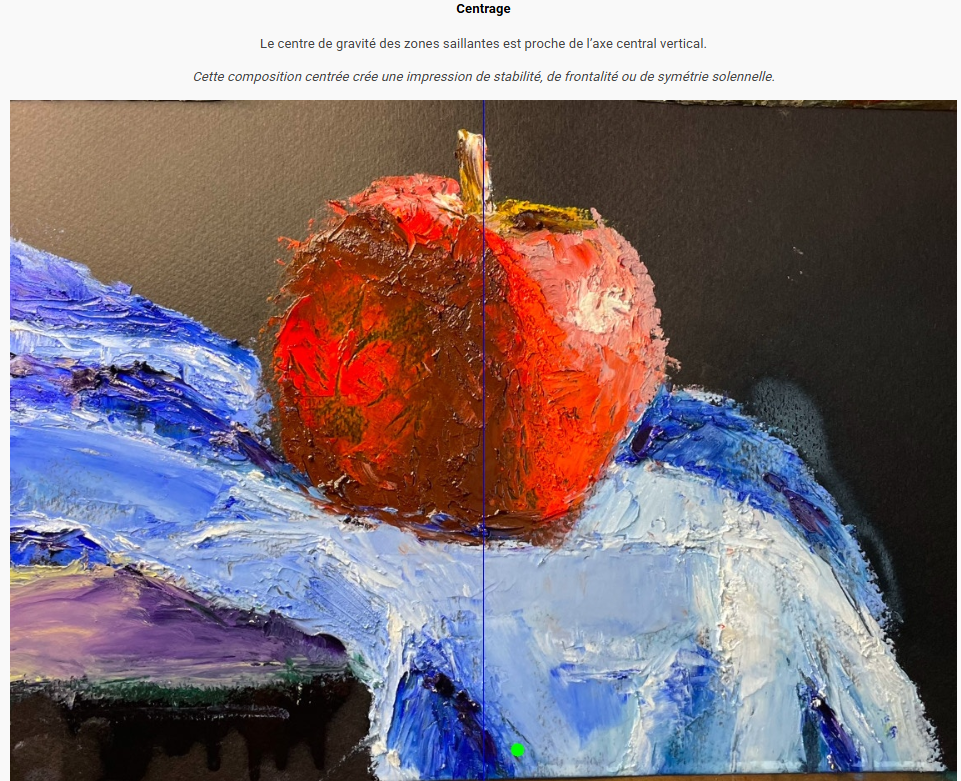 Centrage
Le centre de gravité des zones saillantes est proche de l’axe central vertical.
Cette composition centrée crée une impression de stabilité, de frontalité ou de symétrie solennelle.